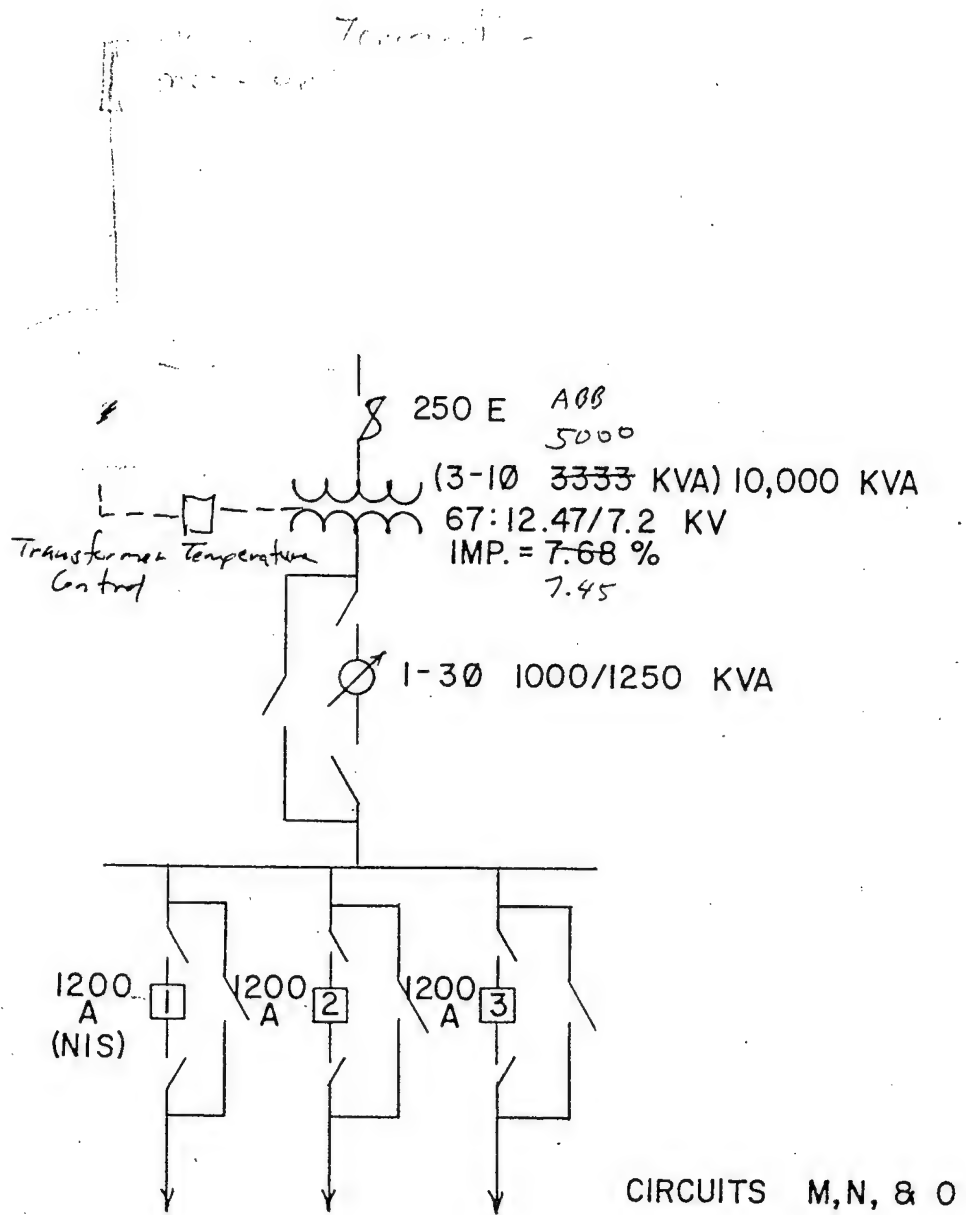 250 E ABB
5000
(3-1Ø 3333 KVA) 10,000 KVA
67:12.47/7.2 KV
IMP. = 7.68 %
7.45
Transformer Temperature
Control
1-3Ø 1000/1250 KVA
1200 A (NIS) 1
1200 A 2
1200 A 3
CIRCUITS M, N, & O